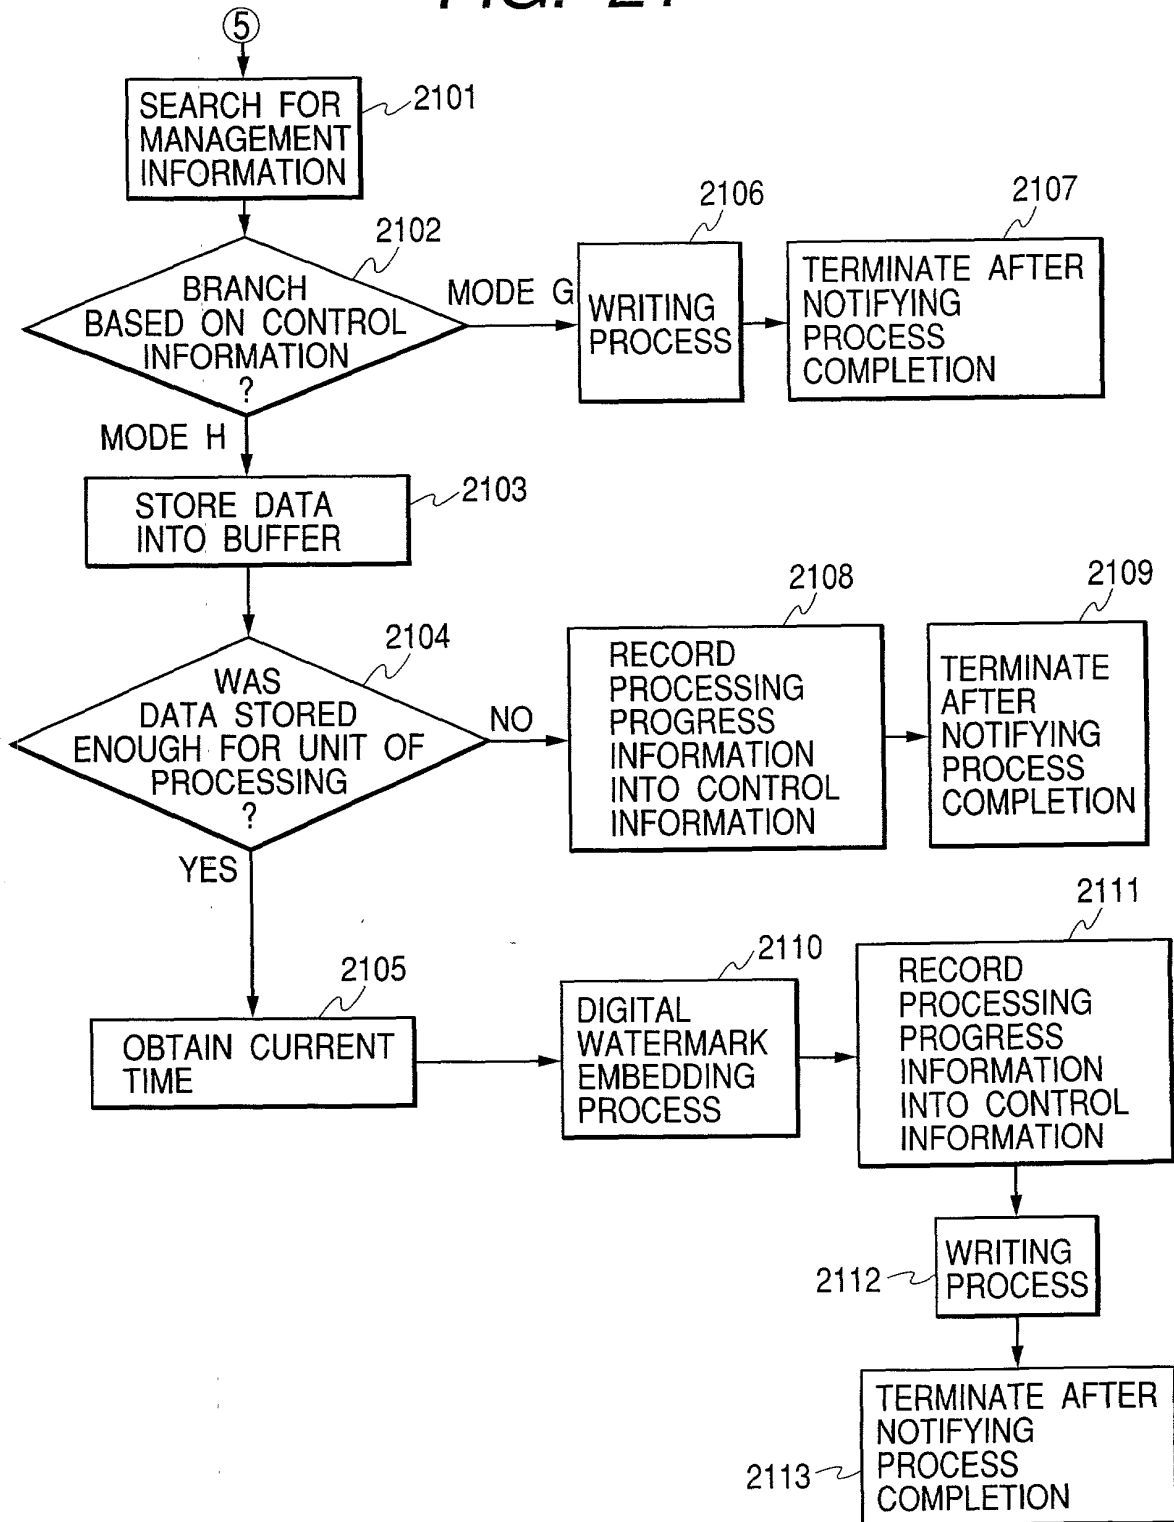 FIG. 21
5
SEARCH FOR
MANAGEMENT
INFORMATION
2101
2102
BRANCH
BASED ON CONTROL
INFORMATION
?
MODE G
2106
WRITING
PROCESS
2107
TERMINATE AFTER
NOTIFYING
PROCESS
COMPLETION
MODE H
STORE DATA
INTO BUFFER
2103
2104
WAS
DATA STORED
ENOUGH FOR UNIT OF
PROCESSING
?
NO
2108
RECORD
PROCESSING
PROGRESS
INFORMATION
INTO CONTROL
INFORMATION
2109
TERMINATE
AFTER
NOTIFYING
PROCESS
COMPLETION
YES
2105
OBTAIN CURRENT
TIME
2110
DIGITAL
WATERMARK
EMBEDDING
PROCESS
2111
RECORD
PROCESSING
PROGRESS
INFORMATION
INTO CONTROL
INFORMATION
2112
WRITING
PROCESS
2113
TERMINATE AFTER
NOTIFYING
PROCESS
COMPLETION